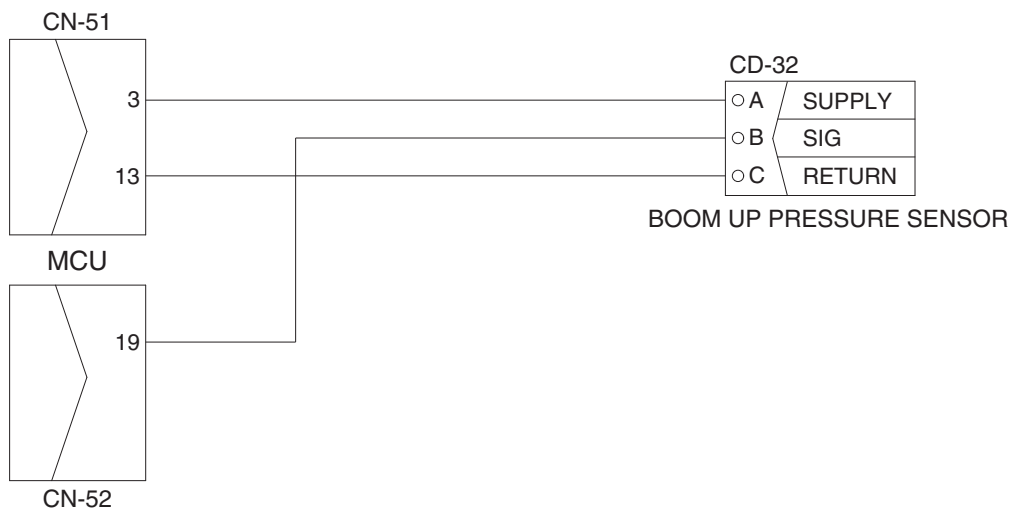 CN-51
3
13
MCU
19
CN-52
CD-32
A SUPPLY
B SIG
C RETURN
BOOM UP PRESSURE SENSOR